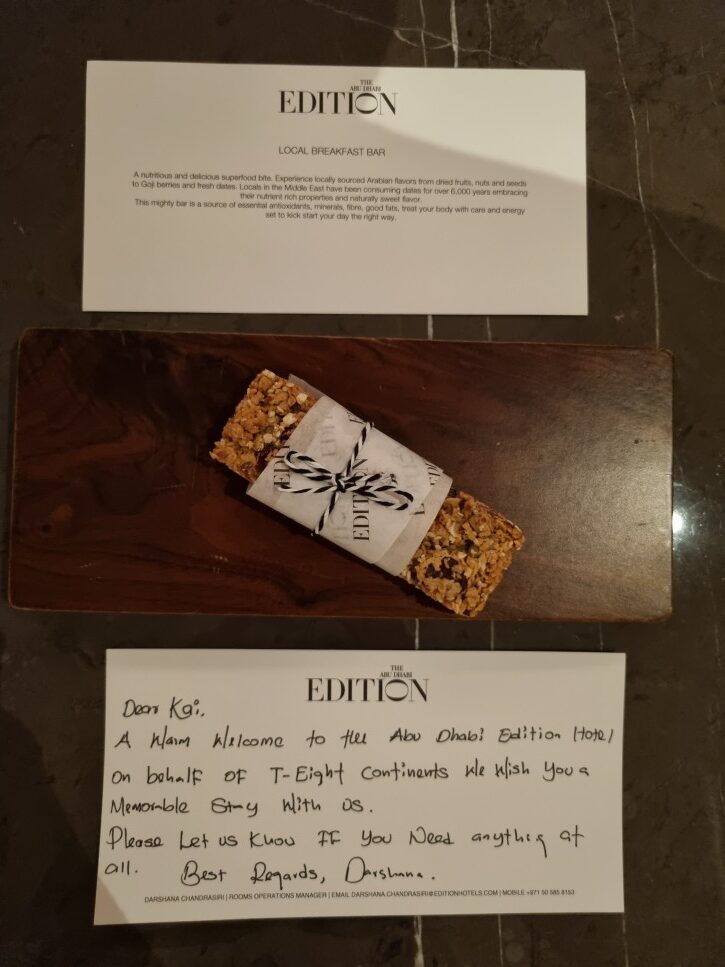 THE
ABU DHABI
EDITION
LOCAL BREAKFAST BAR
A nutritious and delicious superfood bite. Experience locally sourced Arabian flavors from dried fruits, nuts and seeds
to Goji berries and fresh dates. Locals in the Middle East have been consuming dates for over 6,000 years embracing
their nutrient rich properties and naturally sweet flavor.
This mighty bar is a source of essential antioxidants, minerals, fibre, good fats, treat your body with care and energy
set to kick start your day the right way.
EDIT
THE
ABU DHABI
EDITION
Dear Kai.
A Warm Welcome to the Abu Dhabi Edition Hotel
on behalf of T-Eight Continents We Wish You a
Memorable Stay With us.
Please Let us Know If You Need anything at
all. Best Regards, Darshana.
DARSHANA CHANDRASIRI | ROOMS OPERATIONS MANAGER | EMAIL DARSHANA.CHANDRASIRI@EDITIONHOTELS.COM | MOBILE +971 50 585 8153